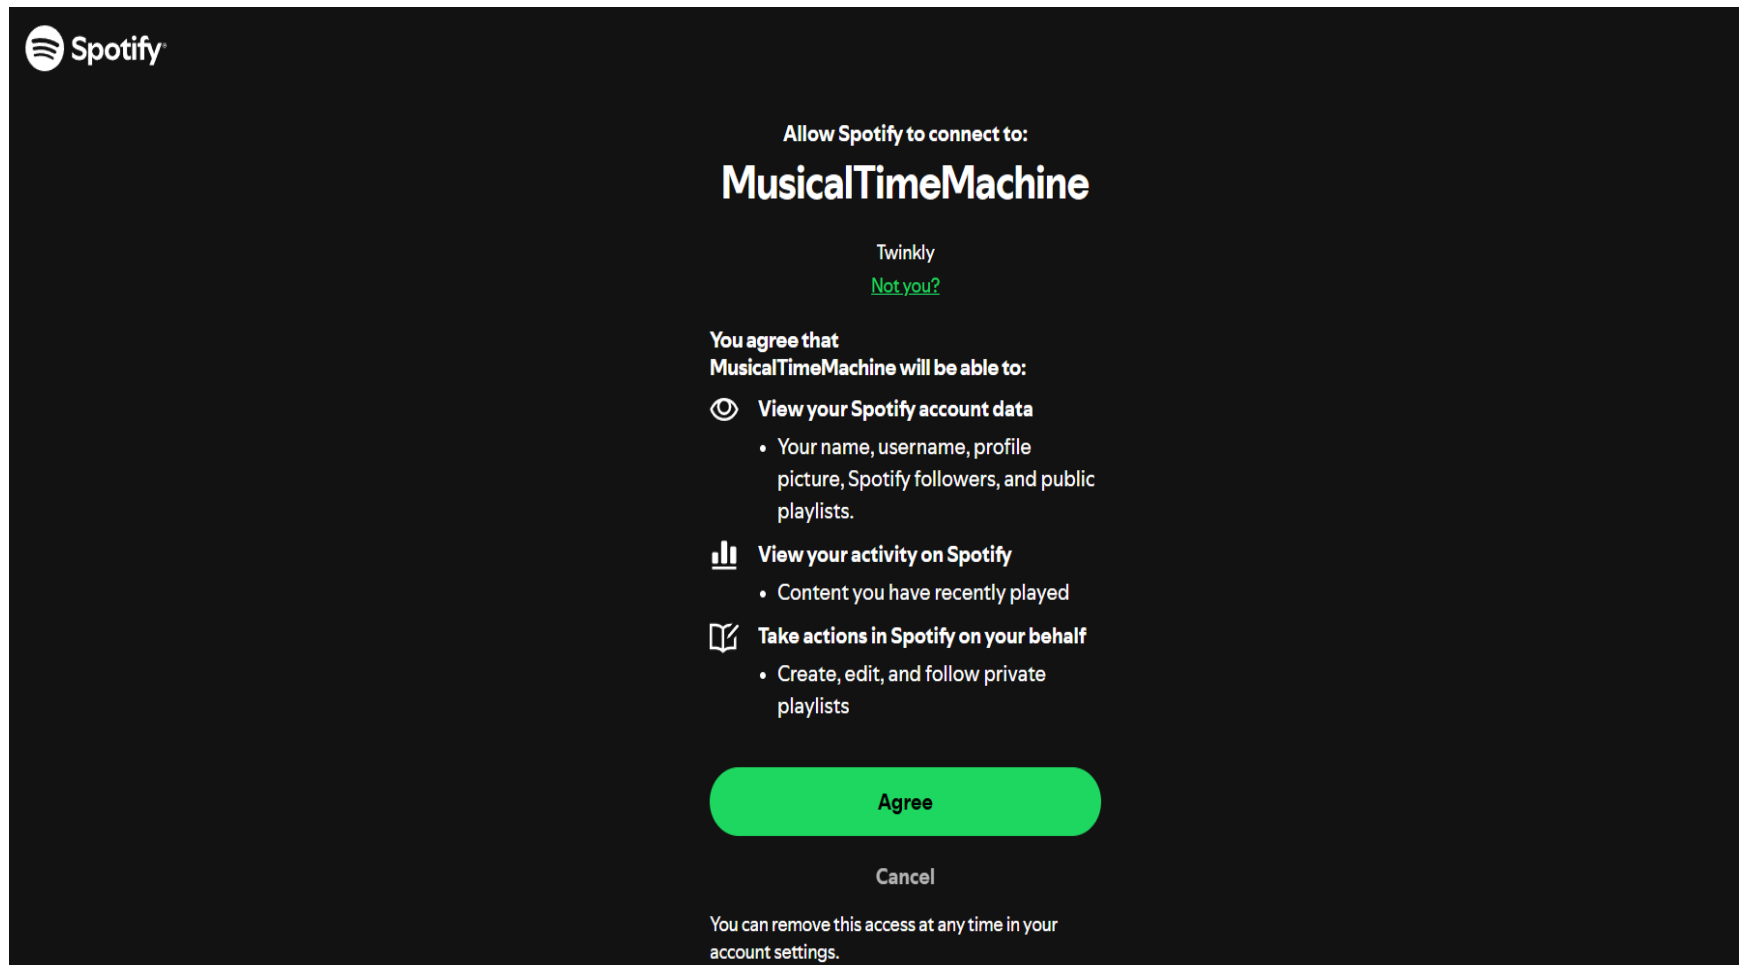 Spotify®
Allow Spotify to connect to:
MusicalTimeMachine
Twinkly
Not you?
You agree that
MusicalTimeMachine will be able to:
View your Spotify account data
• Your name, username, profile
picture, Spotify followers, and public
playlists.
View your activity on Spotify
• Content you have recently played
Take actions in Spotify on your behalf
• Create, edit, and follow private
playlists
Agree
Cancel
You can remove this access at any time in your
account settings.